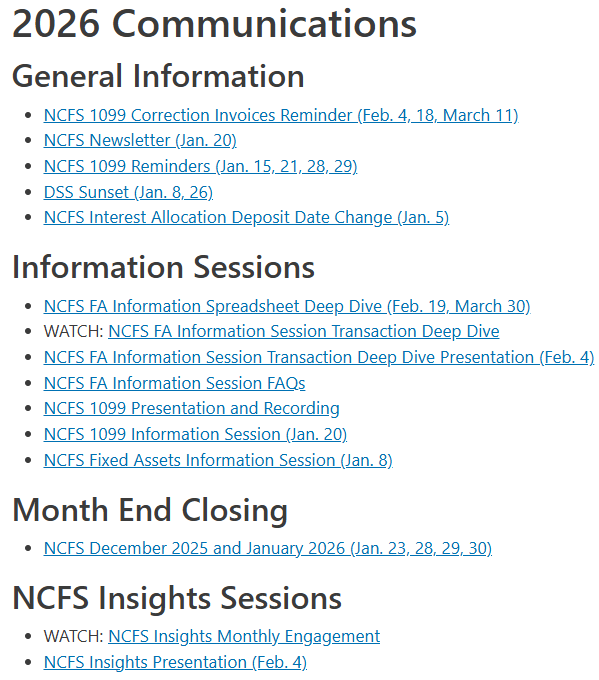 2026 Communications
General Information
NCFS 1099 Correction Invoices Reminder (Feb. 4, 18, March 11)
NCFS Newsletter (Jan. 20)
NCFS 1099 Reminders (Jan. 15, 21, 28, 29)
DSS Sunset (Jan. 8, 26)
NCFS Interest Allocation Deposit Date Change (Jan. 5)
Information Sessions
NCFS FA Information Spreadsheet Deep Dive (Feb. 19, March 30)
WATCH: NCFS FA Information Session Transaction Deep Dive
NCFS FA Information Session Transaction Deep Dive Presentation (Feb. 4)
NCFS FA Information Session FAQs
NCFS 1099 Presentation and Recording
NCFS 1099 Information Session (Jan. 20)
NCFS Fixed Assets Information Session (Jan. 8)
Month End Closing
NCFS December 2025 and January 2026 (Jan. 23, 28, 29, 30)
NCFS Insights Sessions
WATCH: NCFS Insights Monthly Engagement
NCFS Insights Presentation (Feb. 4)